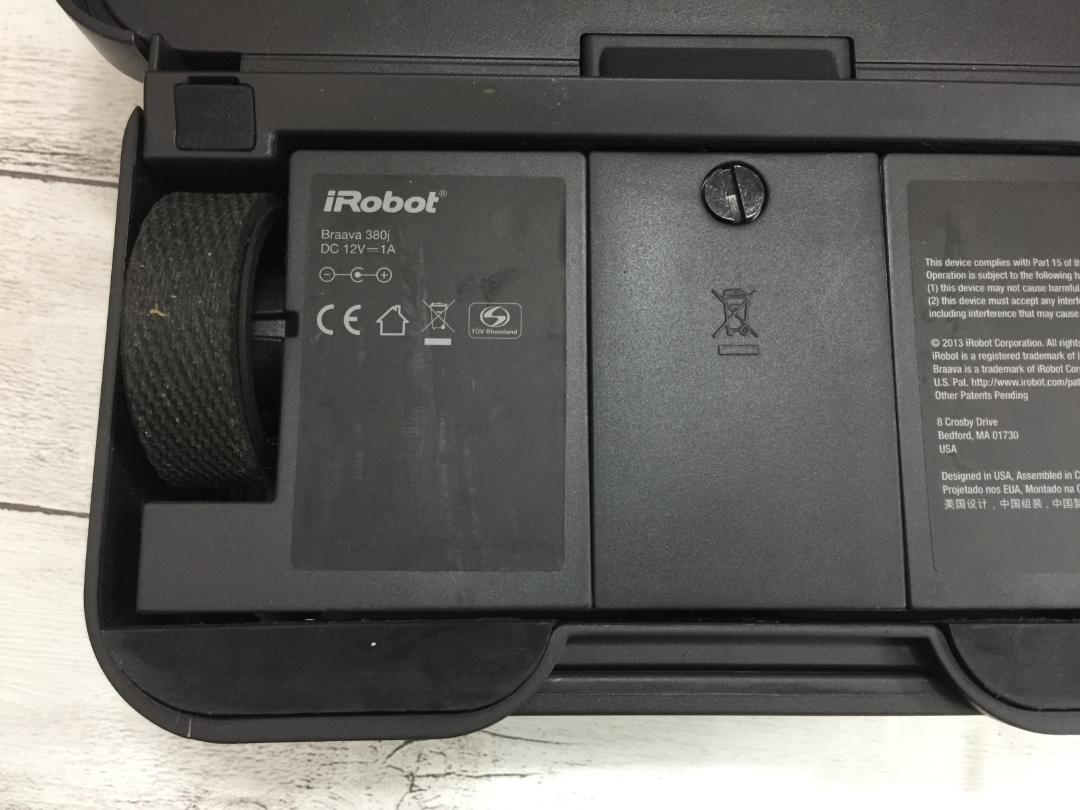 iRobot®
Braava 380j
DC 12V⎓1A
CE
TÜV Rheinland
This device complies with Part 15 of
Operation is subject to the following
(1) this device may not cause harmful
(2) this device must accept any
including interference that may cause
© 2013 iRobot Corporation. All rights
iRobot is a registered trademark of
Braava is a trademark of iRobot
U.S. Pat. http://www.irobot.com/
Other Patents Pending
8 Crosby Drive
Bedford, MA 01730
USA
Designed in USA, Assembled in
Projetado nos EUA, Montado na
美国设计，中国组装，中国